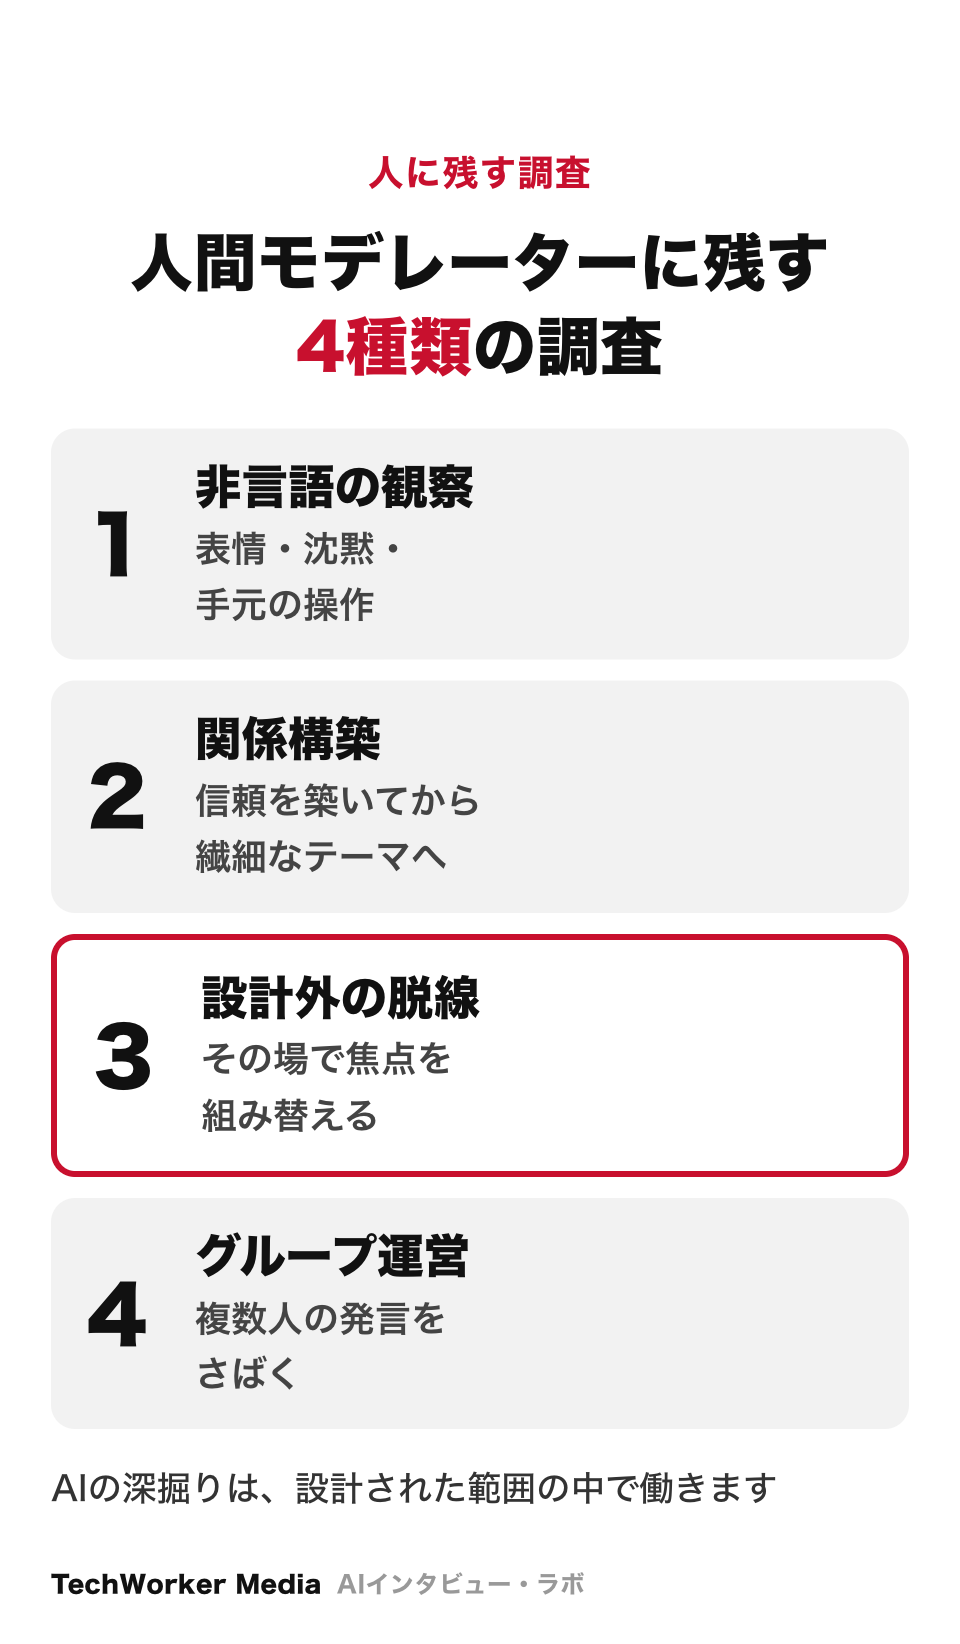 人に残す調査
人間モデレーターに残す
4種類の調査
1
非言語の観察
表情・沈黙・
手元の操作
2
関係構築
信頼を築いてから
繊細なテーマへ
3
設計外の脱線
その場で焦点を
組み替える
4
グループ運営
複数人の発言を
さばく
AIの深掘りは、設計された範囲の中で働きます
TechWorker Media AIインタビュー・ラボ